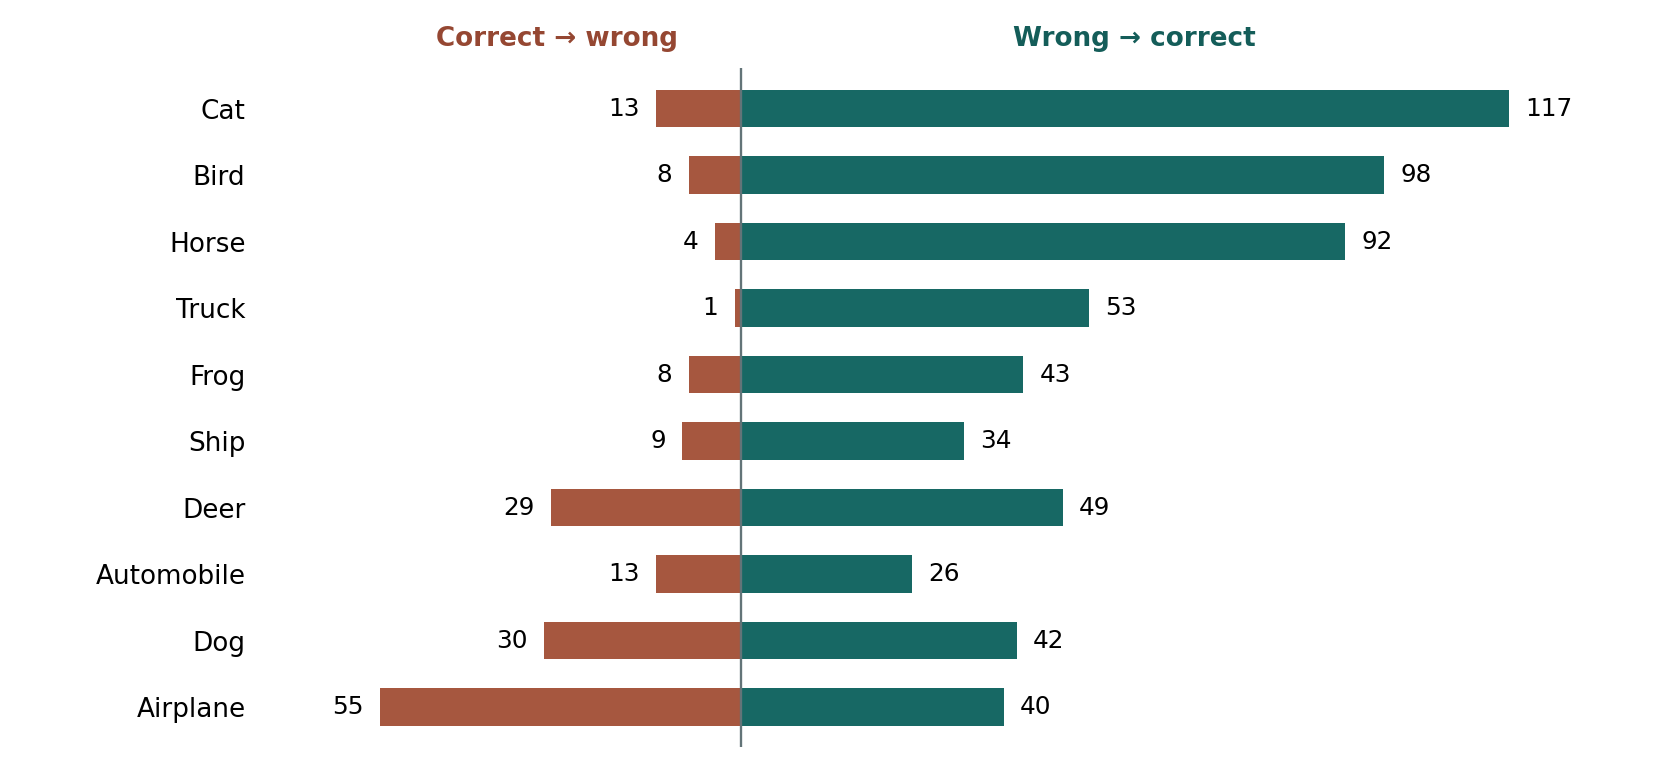 Correct → wrong Wrong → correct
Cat 13 117
Bird 8 98
Horse 4 92
Truck 1 53
Frog 8 43
Ship 9 34
Deer 29 49
Automobile 13 26
Dog 30 42
Airplane 55 40